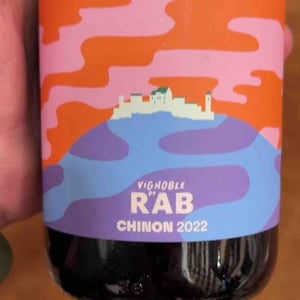 VIGNOBLE
DE
RAB
CHINON 2022